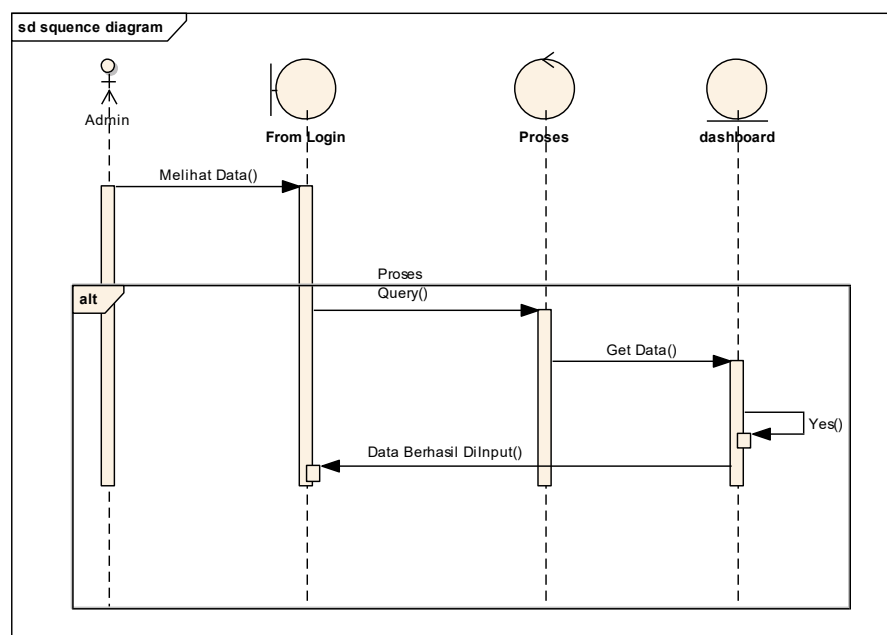 sd squence diagram
Admin
From Login
Proses
dashboard
Melihat Data()
alt
Proses
Query()
Get Data()
Yes()
Data Berhasil DiInput()